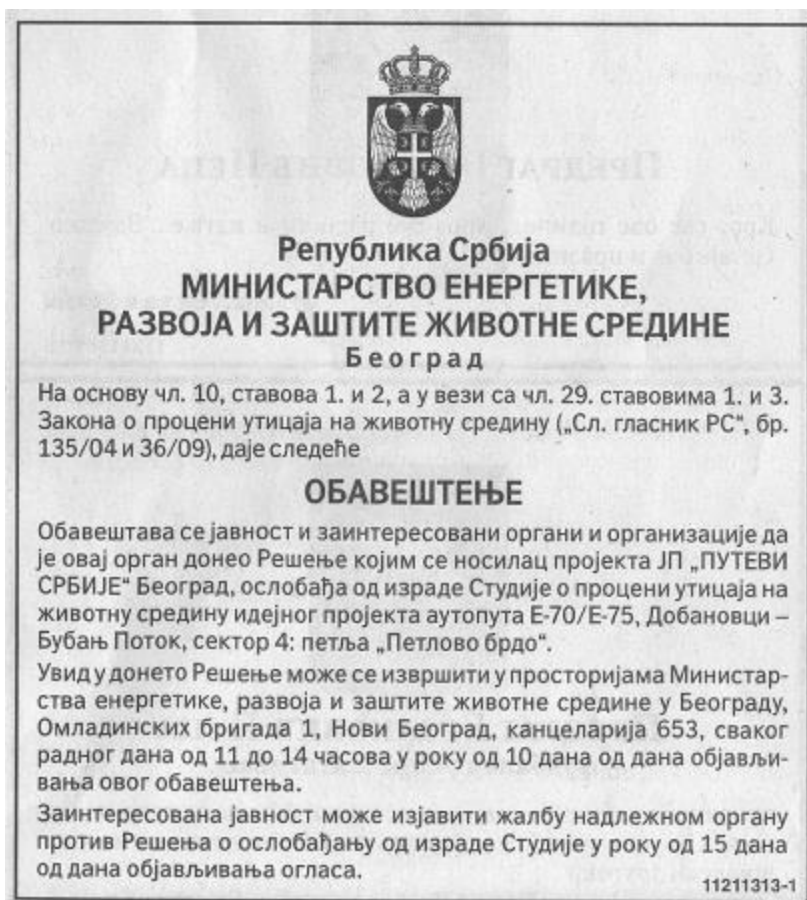 Република Србија
МИНИСТАРСТВО ЕНЕРГЕТИКЕ,
РАЗВОЈА И ЗАШТИТЕ ЖИВОТНЕ СРЕДИНЕ
Београд
На основу чл. 10, ставова 1. и 2, а у вези са чл. 29. ставовима 1. и 3.
Закона о процени утицаја на животну средину („Сл. гласник РС“, бр.
135/04 и 36/09), даје следеће
ОБАВЕШТЕЊЕ
Обавештава се јавност и заинтересовани органи и организације да
је овај орган донео Решење којим се носилац пројекта ЈП „ПУТЕВИ
СРБИЈЕ“ Београд, ослобађа од израде Студије о процени утицаја на
животну средину идејног пројекта аутопута Е-70/Е-75, Добановци –
Бубањ Поток, сектор 4: петља „Петлово брдо“.
Увид у донето Решење може се извршити у просторијама Министар-
ства енергетике, развоја и заштите животне средине у Београду,
Омладинских бригада 1, Нови Београд, канцеларија 653, сваког
радног дана од 11 до 14 часова у року од 10 дана од дана објављи-
вања овог обавештења.
Заинтересована јавност може изјавити жалбу надлежном органу
против Решења о ослобађању од израде Студије у року од 15 дана
од дана објављивања огласа.
11211313-1